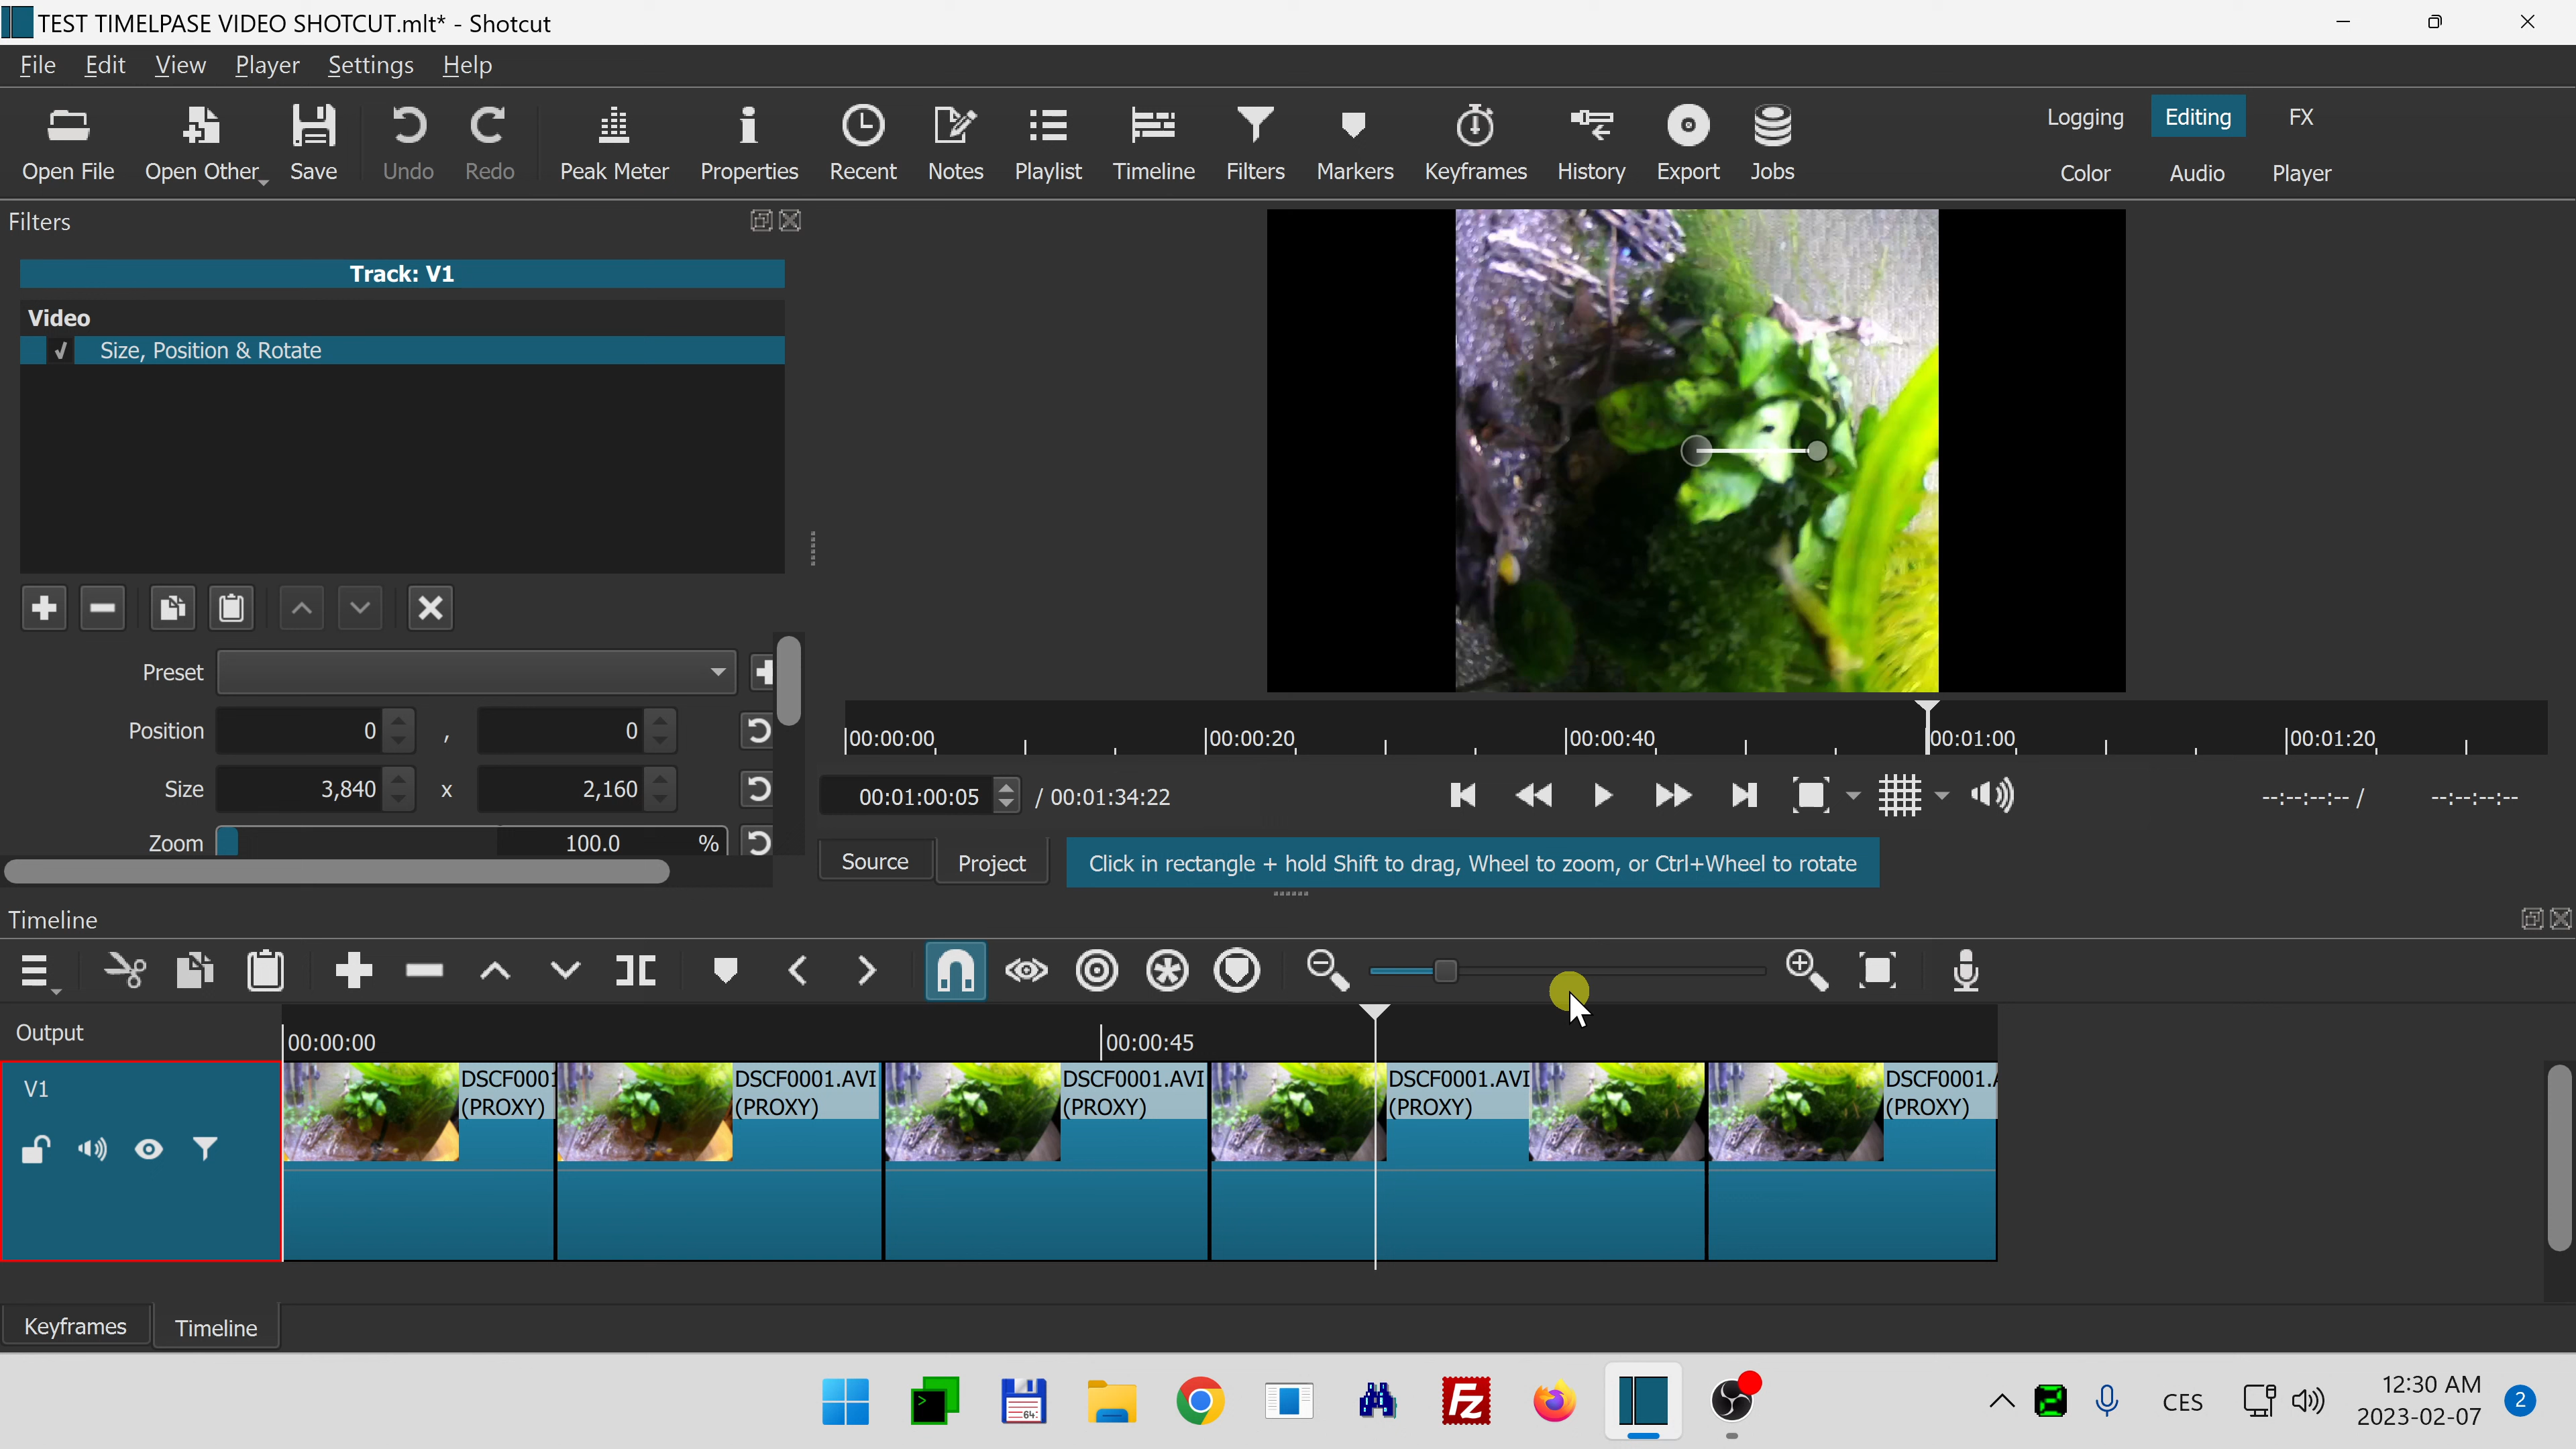 TEST TIMELPASE VIDEO SHOTCUT.mlt* - Shotcut
File Edit View Player Settings Help
Open File Open Other Save Undo Redo Peak Meter Properties Recent Notes Playlist Timeline Filters Markers Keyframes History Export Jobs
Logging Editing FX
Color Audio Player
Filters
Track: V1
Video
Size, Position & Rotate
Preset
Position 0 , 0
Size 3,840 x 2,160
Zoom 100.0 %
00:00:00 00:00:20 00:00:40 00:01:00 00:01:20
00:01:00:05 / 00:01:34:22 --:--:--:-- / --:--:--:--
Source Project Click in rectangle + hold Shift to drag, Wheel to zoom, or Ctrl+Wheel to rotate
Timeline
Output 00:00:00 00:00:45
V1
DSCF0001 DSCF0001.AVI DSCF0001.AVI DSCF0001.AVI DSCF0001.A
(PROXY) (PROXY) (PROXY) (PROXY) (PROXY)
Keyframes Timeline
64:
Fz
2
CES
12:30 AM
2023-02-07
2